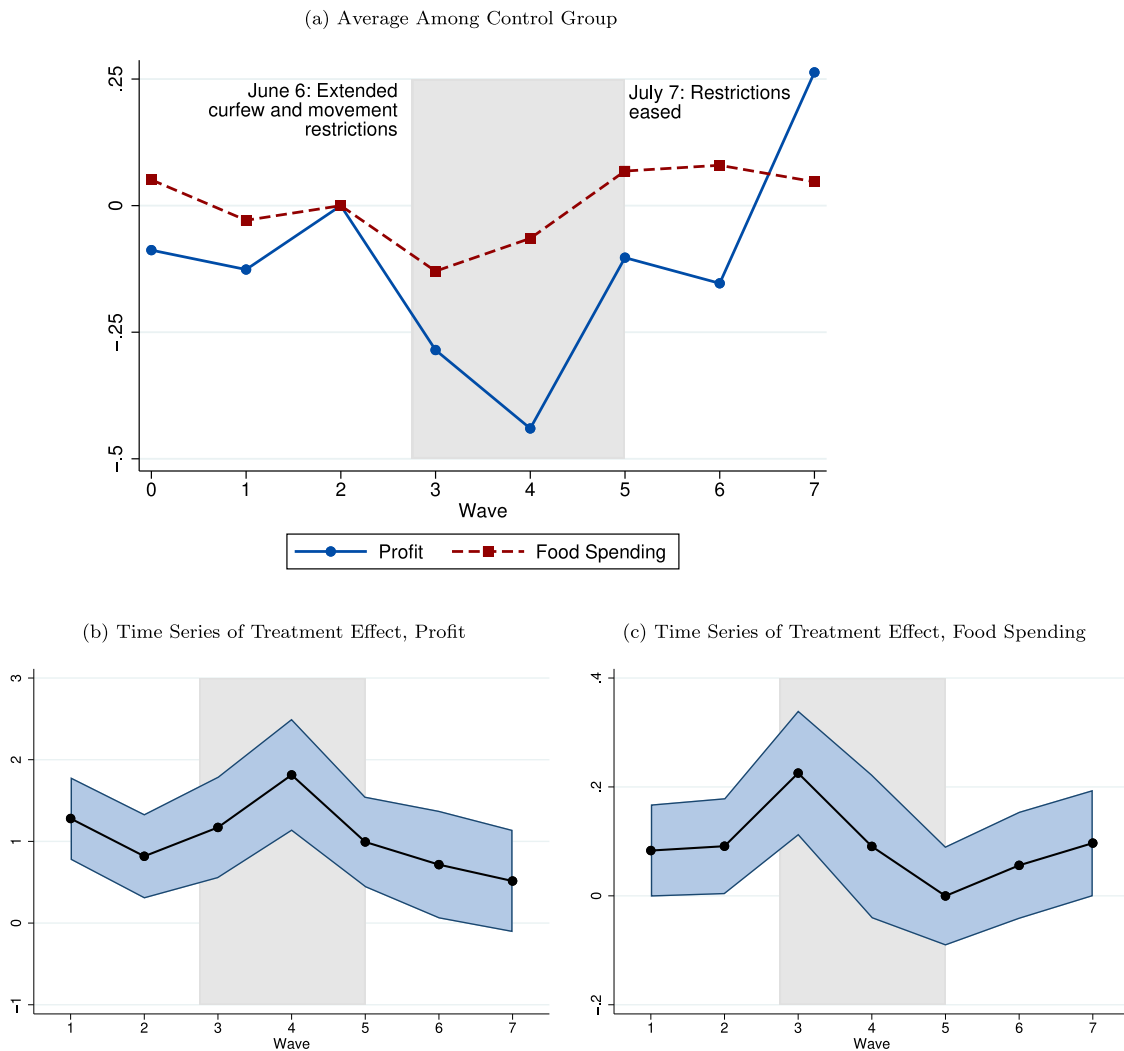 (a) Average Among Control Group
June 6: Extended
curfew and movement
restrictions
July 7: Restrictions
eased
.25
0
−.25
−.5
0 1 2 3 4 5 6 7
Wave
Profit Food Spending
(b) Time Series of Treatment Effect, Profit
3
2
1
0
−1
1 2 3 4 5 6 7
Wave
(c) Time Series of Treatment Effect, Food Spending
.4
.2
0
−.2
1 2 3 4 5 6 7
Wave